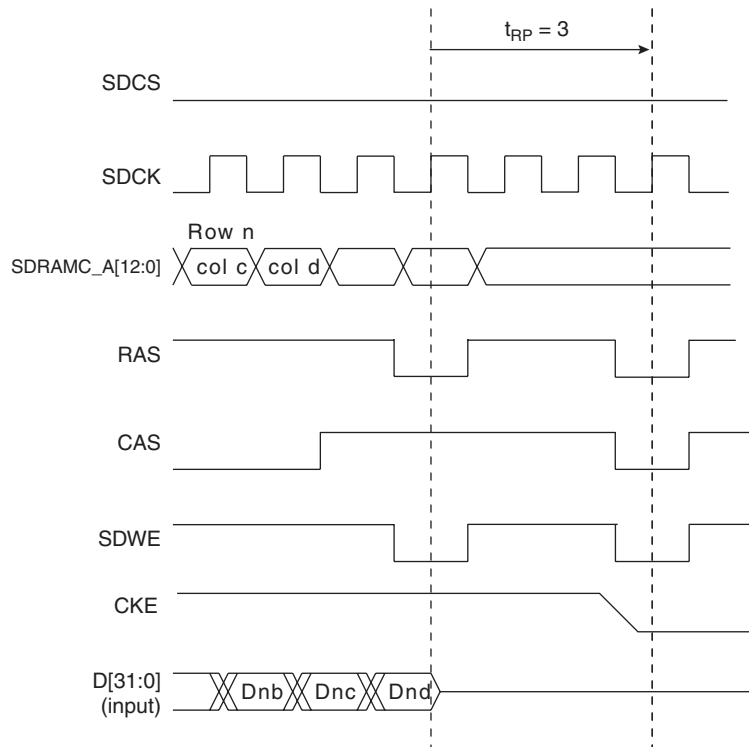 t_RP = 3
SDCS
SDCK
Row n
SDRAMC_A[12:0]
col c col d
RAS
CAS
SDWE
CKE
D[31:0]
(input)
Dnb Dnc Dnd